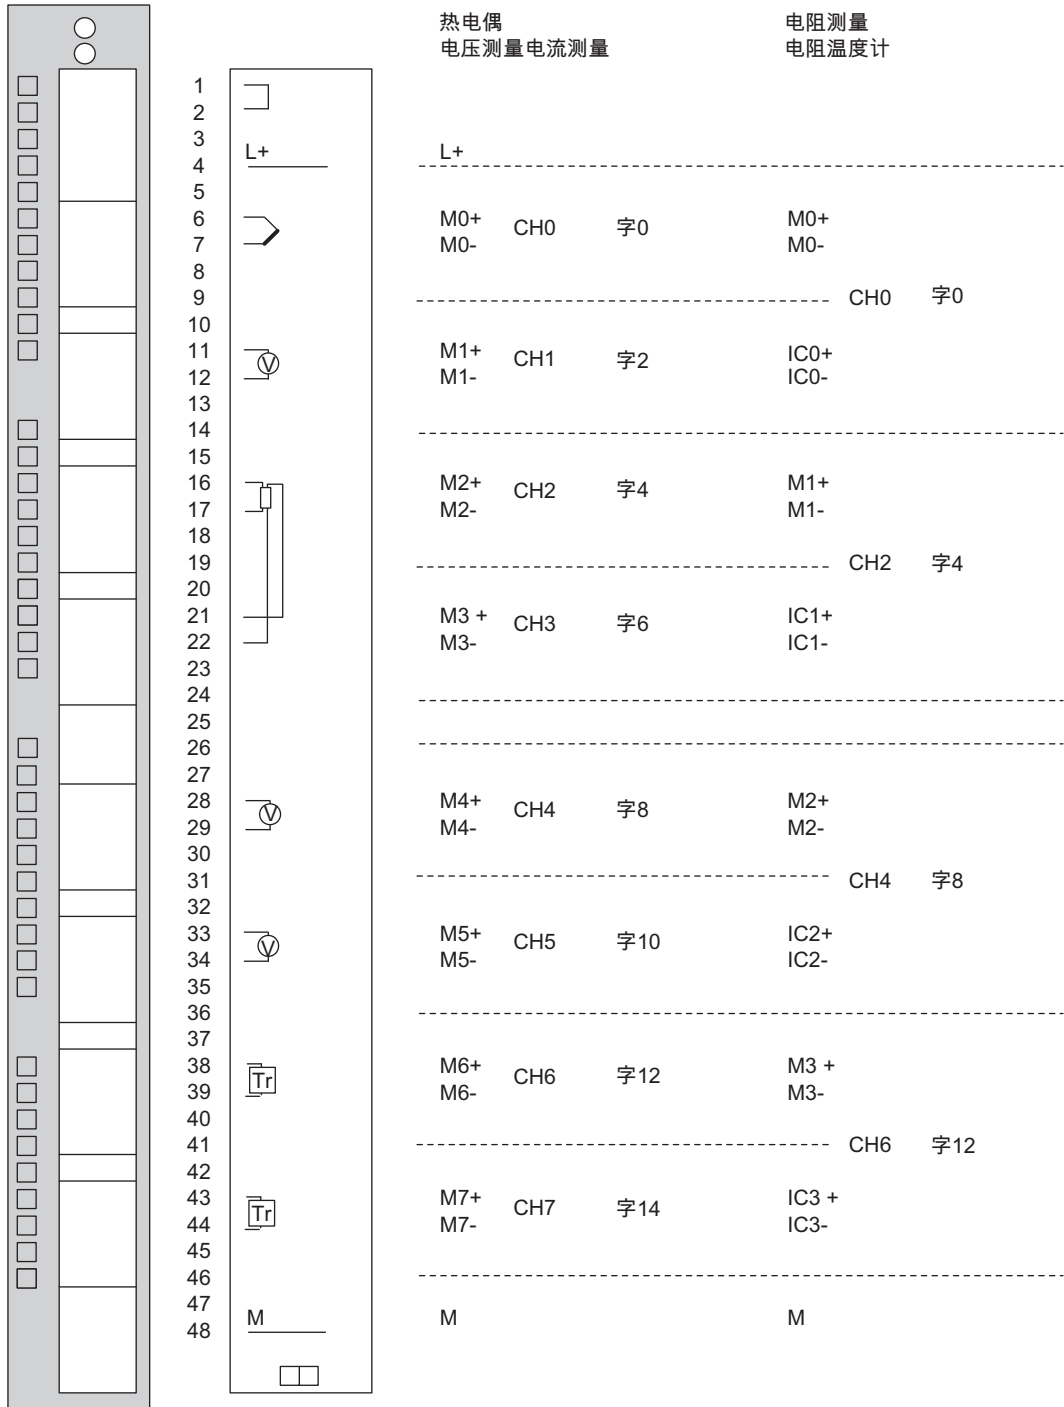 热电偶 电阻测量
电压测量电流测量 电阻温度计
1
2
3
L+ L+
4
5
6 M0+ M0+
CH0 字0
7 M0- M0-
8
9 CH0 字0
10
11 M1+ IC0+
V CH1 字2
12 M1- IC0-
13
14
15
16 M2+ M1+
CH2 字4
17 M2- M1-
18
19 CH2 字4
20
21 M3 + IC1+
CH3 字6
22 M3- IC1-
23
24
25
26
27
28 M4+ M2+
V CH4 字8
29 M4- M2-
30
31 CH4 字8
32
33 M5+ IC2+
V CH5 字10
34 M5- IC2-
35
36
37
38 M6+ M3 +
Tr CH6 字12
39 M6- M3-
40
41 CH6 字12
42
43 M7+ IC3 +
Tr CH7 字14
44 M7- IC3-
45
46
47
M M M
48